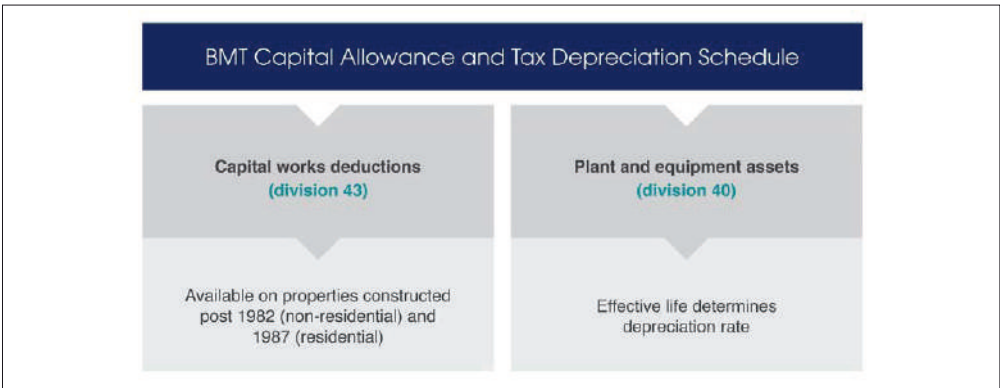 BMT Capital Allowance and Tax Depreciation Schedule
Capital works deductions
(division 43)
Available on properties constructed
post 1982 (non-residential) and
1987 (residential)
Plant and equipment assets
(division 40)
Effective life determines
depreciation rate